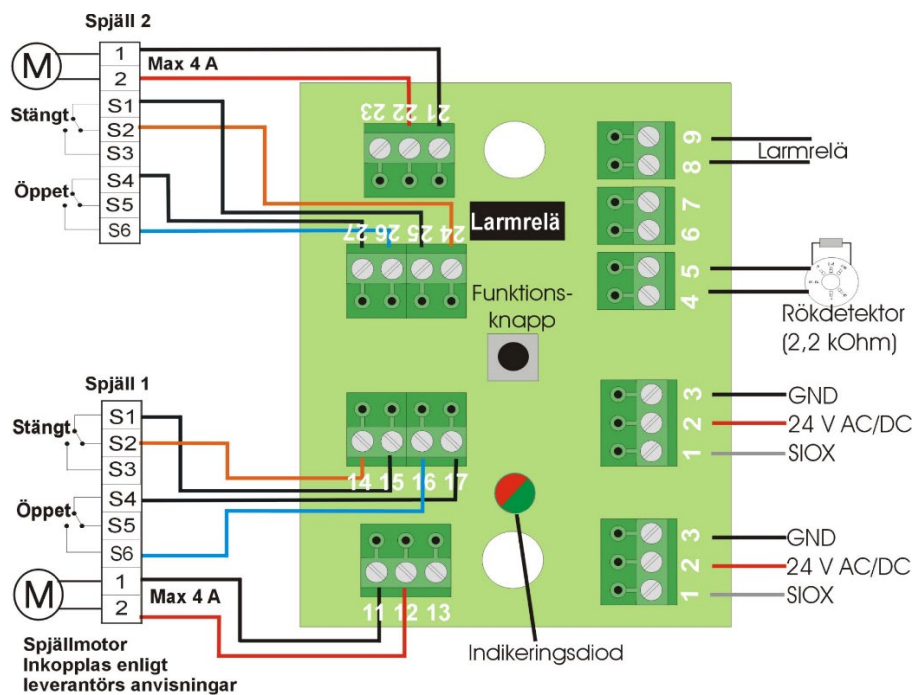 Spjäll 2
1
2
Max 4 A
M
Stängt
S1
S2
S3
Öppet
S4
S5
S6
23 22 21
27 26 25 24
Larmrelä
Funktions-
knapp
9
8
Larmrelä
7
6
5
4
Rökdetektor
(2,2 kOhm)
3 GND
2 24 V AC/DC
1 SIOX
3 GND
2 24 V AC/DC
1 SIOX
Spjäll 1
Stängt
S1
S2
S3
Öppet
S4
S5
S6
M
1
2
Max 4 A
14 15 16 17
11 12 13
Spjällmotor
Inkopplas enligt
leverantörs anvisningar
Indikeringsdiod